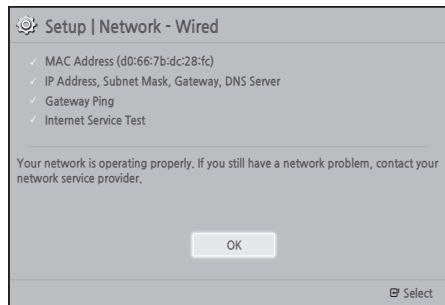 Setup | Network - Wired
MAC Address (d0:66:7b:dc:28:fc)
IP Address, Subnet Mask, Gateway, DNS Server
Gateway Ping
Internet Service Test
Your network is operating properly. If you still have a network problem, contact your
network service provider.
OK
Select